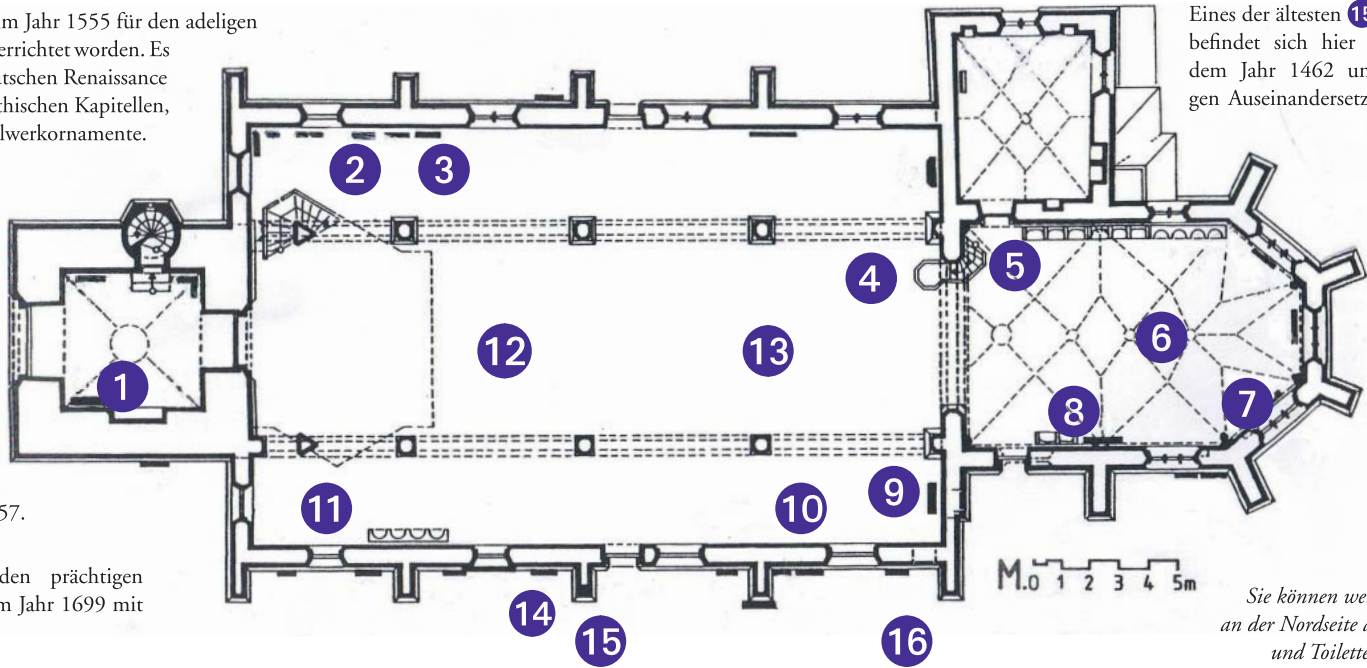 m Jahr 1555 für den adeligen
errichtet worden. Es
utschen Renaissance
thischen Kapitellen,
lwerkornamente.
Eines der ältesten 15
befindet sich hier
dem Jahr 1462 un
gen Auseinandersetz
2
3
4
5
12
13
6
1
8
7
11
10
9
57.
den prächtigen
m Jahr 1699 mit
14
15
16
M.0 1 2 3 4 5m
Sie können we
an der Nordseite a
und Toilette